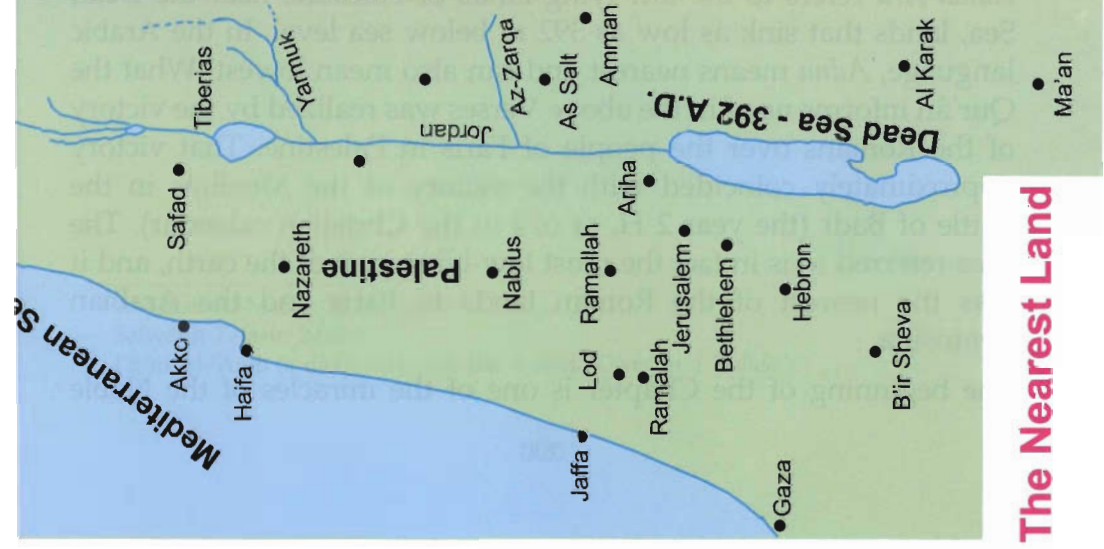 Mediterranean Se
Safad
Tiberias
Akko
Haifa
Nazareth
Yarmuk
Palestine
Jordan
Nablus
Az-Zarqa
As Salt
Amman
Jaffa
Lod
Ramallah
Ramalah
Ariha
Jerusalem
Bethlehem
Dead Sea - 392 A.D.
Hebron
Gaza
B'ir Sheva
Al Karak
Ma'an
The Nearest Land